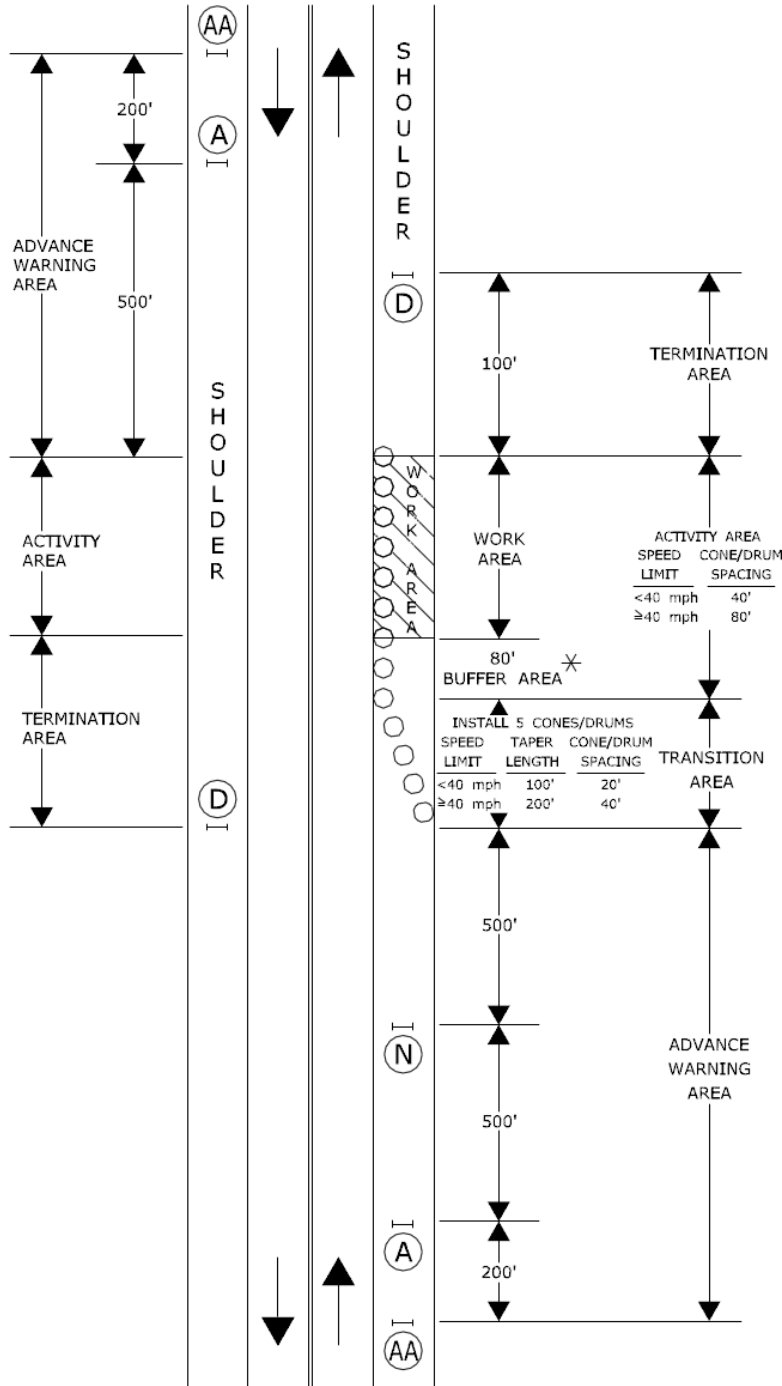 AA
200'
A
ADVANCE
WARNING
AREA
500'
SHOULDER
SHOULDER
D
100'
TERMINATION
AREA
ACTIVITY
AREA
WORK AREA
WORK
AREA
ACTIVITY AREA
SPEED CONE/DRUM
LIMIT SPACING
<40 mph 40'
≥40 mph 80'
80'
BUFFER AREA *
TERMINATION
AREA
D
INSTALL 5 CONES/DRUMS
SPEED TAPER CONE/DRUM
LIMIT LENGTH SPACING
<40 mph 100' 20'
≥40 mph 200' 40'
TRANSITION
AREA
500'
N
ADVANCE
WARNING
AREA
500'
A
200'
AA